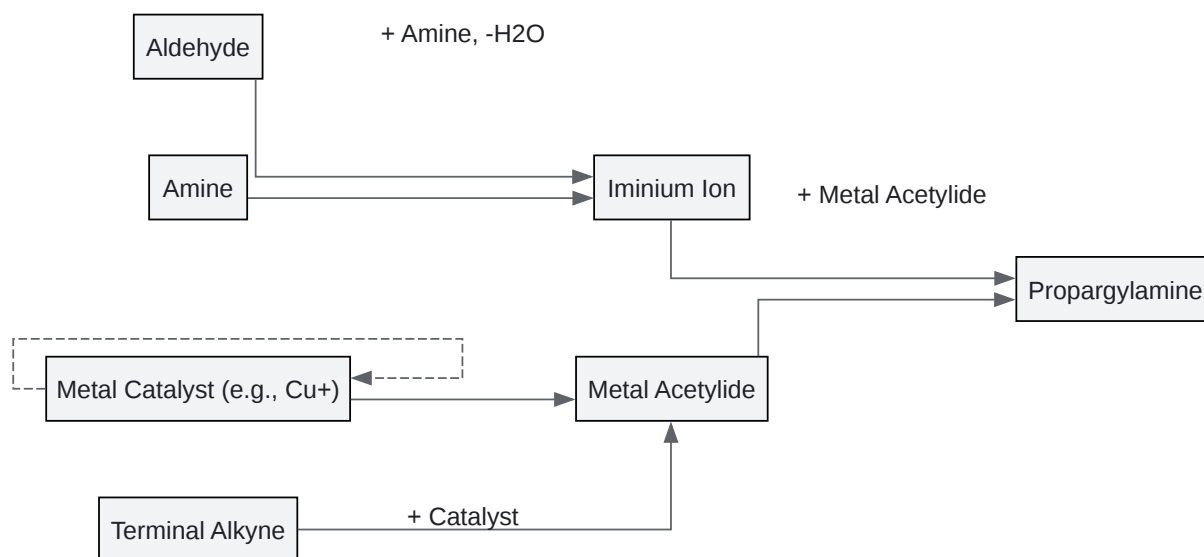 Aldehyde
+ Amine, -H2O
Amine
Iminium Ion
+ Metal Acetylide
Propargylamine
Metal Catalyst (e.g., Cu+)
Metal Acetylide
Terminal Alkyne
+ Catalyst